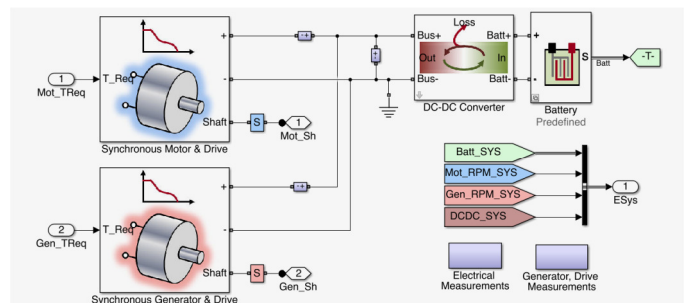 1
Mot_TReq
T_Req
+
-
Shaft
Synchronous Motor & Drive
S
1
Mot_Sh
2
Gen_TReq
T_Req
+
-
Shaft
Synchronous Generator & Drive
S
2
Gen_Sh
Loss
Bus+
Batt+
Out
In
Bus-
Batt-
DC-DC Converter
+
-
S
Battery
Predefined
Batt
-T-
Batt_SYS
Mot_RPM_SYS
Gen_RPM_SYS
DCDC_SYS
1
ESys
Electrical
Measurements
Generator, Drive
Measurements